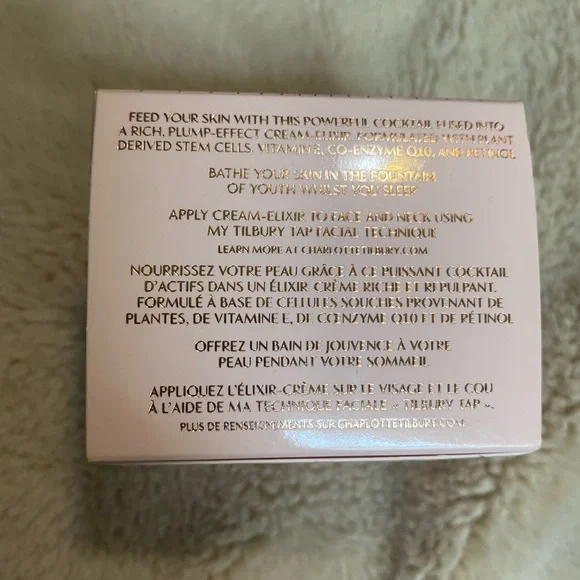 FEED YOUR SKIN WITH THIS POWERFUL COCKTAIL FUSED INTO
A RICH, PLUMP-EFFECT CREAM-ELIXIR. FORMULATED WITH PLANT
DERIVED STEM CELLS, VITAMIN E, CO-ENZYME Q10, AND RETINOL
BATHE YOUR SKIN IN THE FOUNTAIN
OF YOUTH WHILST YOU SLEEP
APPLY CREAM-ELIXIR TO FACE AND NECK USING
MY TILBURY TAP FACIAL TECHNIQUE
LEARN MORE AT CHARLOTTETILBURY.COM
NOURRISSEZ VOTRE PEAU GRÂCE À CE PUISSANT COCKTAIL
D'ACTIFS DANS UN ÉLIXIR-CRÈME RICHE ET REPULPANT.
FORMULÉ À BASE DE CELLULES SOUCHES PROVENANT DE
PLANTES, DE VITAMINE E, DE COENZYME Q10 ET DE RÉTINOL
OFFREZ UN BAIN DE JOUVENCE À VOTRE
PEAU PENDANT VOTRE SOMMEIL
APPLIQUEZ L'ÉLIXIR-CRÈME SUR LE VISAGE ET LE COU
À L'AIDE DE MA TECHNIQUE FACIALE « TILBURY TAP ».
PLUS DE RENSEIGNEMENTS SUR CHARLOTTETILBURY.COM